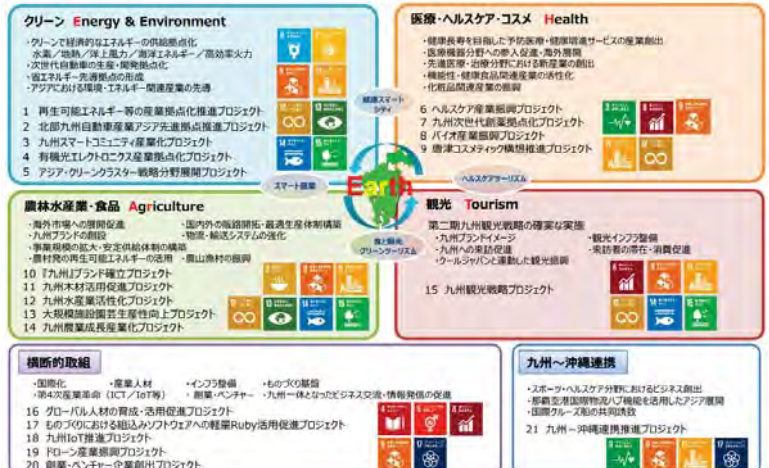 クリーン Energy & Environment
・クリーンで経済的なエネルギーの供給拠点化
水素／地熱／洋上風力／海洋エネルギー／高効率火力
・次世代自動車の生産・開発拠点化
・省エネルギー先導拠点の形成
・アジアにおける環境・エネルギー関連産業の先導
1 再生可能エネルギー等の産業拠点化推進プロジェクト
2 北部九州自動車産業アジア先進拠点推進プロジェクト
3 九州スマートコミュニティ産業化プロジェクト
4 有機光エレクトロニクス産業拠点化プロジェクト
5 アジア・クリーンクラスター戦略分野展開プロジェクト
医療・ヘルスケア・コスメ Health
・健康長寿を目指した予防医療・健康増進サービスの産業創出
・医療機器分野への参入促進・海外展開
・先進医療・治療分野における新産業の創出
・機能性・健康食品関連産業の活性化
・化粧品関連産業の振興
6 ヘルスケア産業振興プロジェクト
7 九州次世代創薬拠点化プロジェクト
8 バイオ産業振興プロジェクト
9 唐津コスメティック構想推進プロジェクト
健康スマート
シティ
スマート農業
Earth
ヘルスケアツーリズム
食と観光
グリーンツーリズム
農林水産業・食品 Agriculture
・海外市場への展開促進 ・国内外の販路開拓・最適生産体制構築
・九州ブランドの創設 ・物流・輸送システムの強化
・事業規模の拡大・安定供給体制の構築
・農村発の再生可能エネルギーの活用 ・農山漁村の振興
10 『九州』ブランド確立プロジェクト
11 九州木材活用促進プロジェクト
12 九州水産業活性化プロジェクト
13 大規模施設園芸生産性向上プロジェクト
14 九州農業成長産業化プロジェクト
観光 Tourism
第二期九州観光戦略の確実な実施
・九州ブランドイメージ ・観光インフラ整備
・九州への来訪促進 ・来訪者の滞在・消費促進
・クールジャパンと連動した観光振興
15 九州観光戦略プロジェクト
横断的取組
・国際化 ・産業人材 ・インフラ整備 ・ものづくり基盤
・第4次産業革命（ICT／IoT等） ・創業・ベンチャー ・九州一体となったビジネス交流・情報発信の促進
16 グローバル人材の育成・活用促進プロジェクト
17 ものづくりにおける組込みソフトウェアへの軽量Ruby活用促進プロジェクト
18 九州IoT推進プロジェクト
19 ドローン産業振興プロジェクト
20 創業・ベンチャー企業創出プロジェクト
九州～沖縄連携
・スポーツ・ヘルスケア分野におけるビジネス創出
・那覇空港国際物流ハブ機能を活用したアジア展開
・国際クルーズ船の共同誘致
21 九州～沖縄連携推進プロジェクト